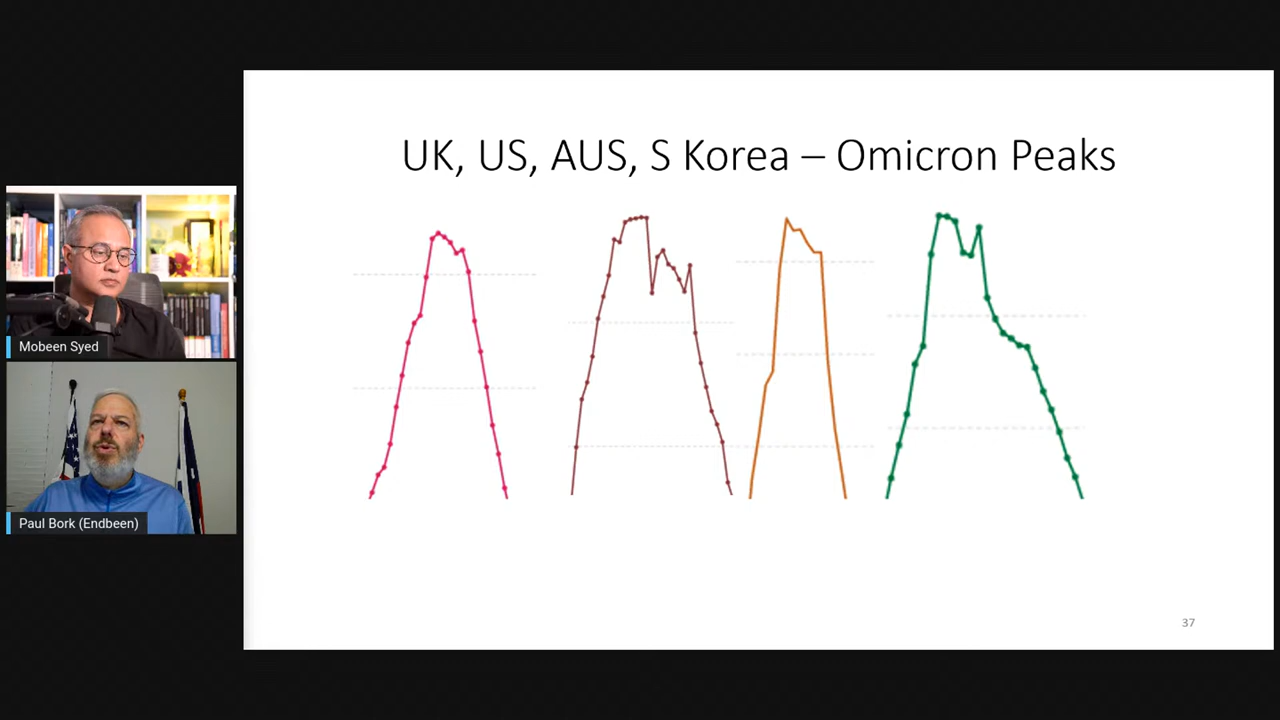 UK, US, AUS, S Korea – Omicron Peaks
Mobeen Syed
Paul Bork (Endbeen)
37